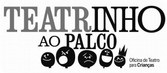 TEATRINHO
AO PALCO
Oficina de Teatro
para Crianças